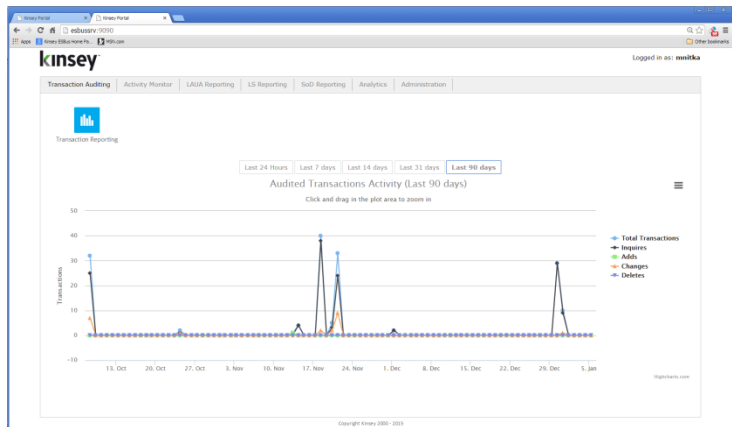 Kinsey Portal
Kinsey Portal
esbussrv:9090
Apps
Kinsey ESBus Home Pa...
MSN.com
Other bookmarks
kinsey
Logged in as: mnitka
Transaction Auditing
Activity Monitor
LAUA Reporting
LS Reporting
SoD Reporting
Analytics
Administration
Transaction Reporting
Last 24 Hours
Last 7 days
Last 14 days
Last 31 days
Last 90 days
Audited Transactions Activity (Last 90 days)
Click and drag in the plot area to zoom in
Transactions
50
40
30
20
10
0
-10
13. Oct
20. Oct
27. Oct
3. Nov
10. Nov
17. Nov
24. Nov
1. Dec
8. Dec
15. Dec
22. Dec
29. Dec
5. Jan
Total Transactions
Inquires
Adds
Changes
Deletes
Highcharts.com
Copyright Kinsey 2000 - 2015